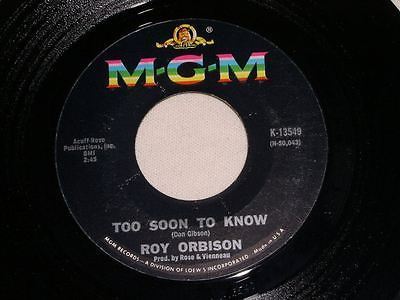 M-G-M
Acuff-Rose
Publications, INC.
BMI
2:45
K-13549
(H-50,043)
TOO SOON TO KNOW
(Don Gibson)
ROY ORBISON
Prod. by Rose & Vienneau
MGM RECORDS - A DIVISION OF LOEW'S INCORPORATED - Made in U.S.A.